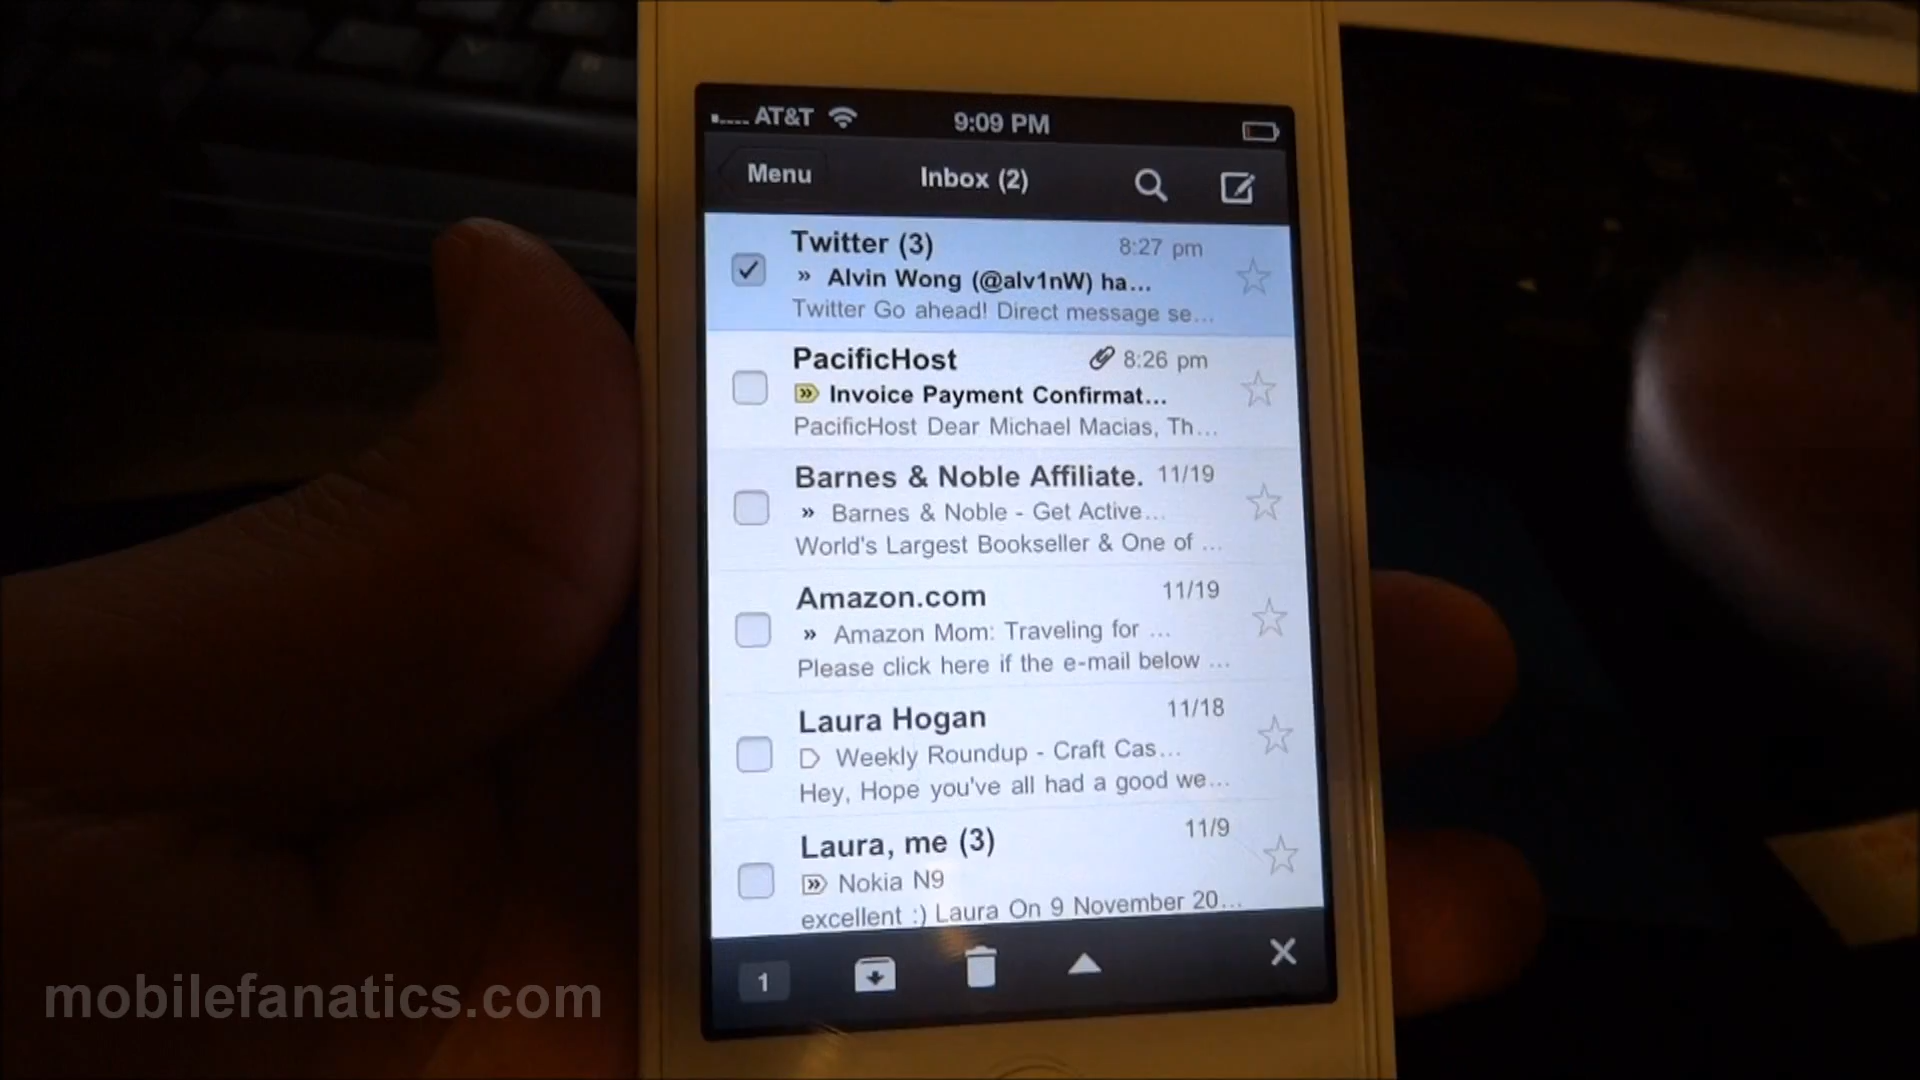 AT&T 9:09 PM
Menu Inbox (2)
Twitter (3) 8:27 pm
» Alvin Wong (@alv1nW) ha...
Twitter Go ahead! Direct message se...
PacificHost 8:26 pm
» Invoice Payment Confirmat...
PacificHost Dear Michael Macias, Th...
Barnes & Noble Affiliate. 11/19
» Barnes & Noble - Get Active...
World's Largest Bookseller & One of ...
Amazon.com 11/19
» Amazon Mom: Traveling for ...
Please click here if the e-mail below ...
Laura Hogan 11/18
Weekly Roundup - Craft Cas...
Hey, Hope you've all had a good we...
Laura, me (3) 11/9
» Nokia N9
excellent :) Laura On 9 November 20...
1
mobilefanatics.com